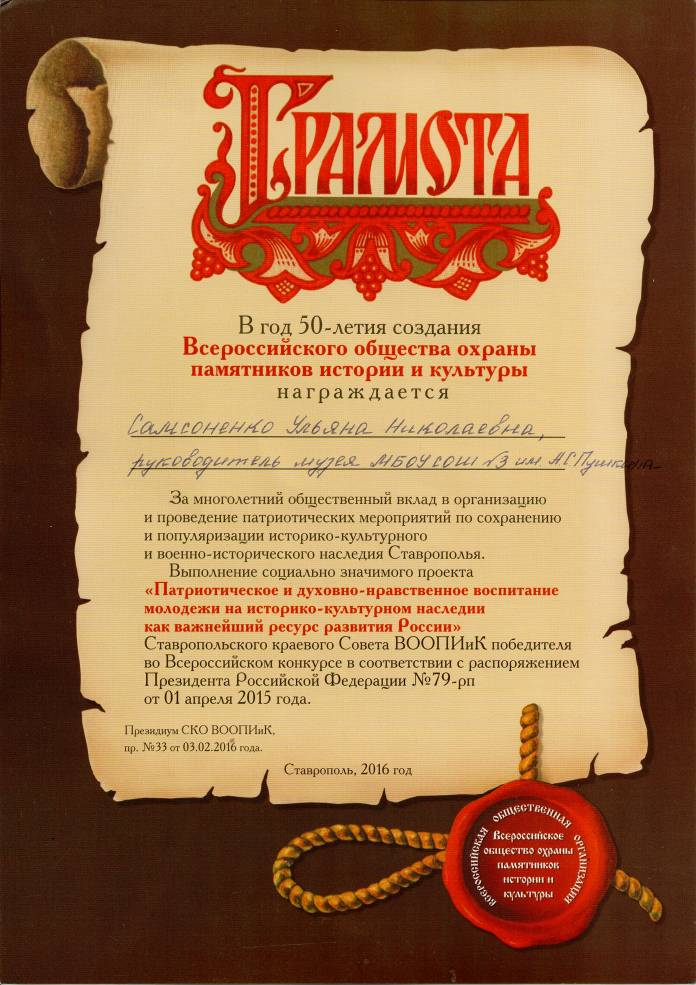 Грамота
В год 50-летия создания
Всероссийского общества охраны
памятников истории и культуры
награждается
Самсоненко Ульяна Николаевна,
руководитель музея МБОУСОШ №3 им. А.С.Пушкина
За многолетний общественный вклад в организацию
и проведение патриотических мероприятий по сохранению
и популяризации историко-культурного
и военно-исторического наследия Ставрополья.
Выполнение социально значимого проекта
«Патриотическое и духовно-нравственное воспитание
молодежи на историко-культурном наследии
как важнейший ресурс развития России»
Ставропольского краевого Совета ВООПИиК победителя
во Всероссийском конкурсе в соответствии с распоряжением
Президента Российской Федерации №79-рп
от 01 апреля 2015 года.
Президиум СКО ВООПИиК,
пр. №33 от 03.02.2016 года.
Ставрополь, 2016 год
ВСЕРОССИЙСКАЯ ОБЩЕСТВЕННАЯ ОРГАНИЗАЦИЯ
Всероссийское
общество охраны
памятников
истории и
культуры